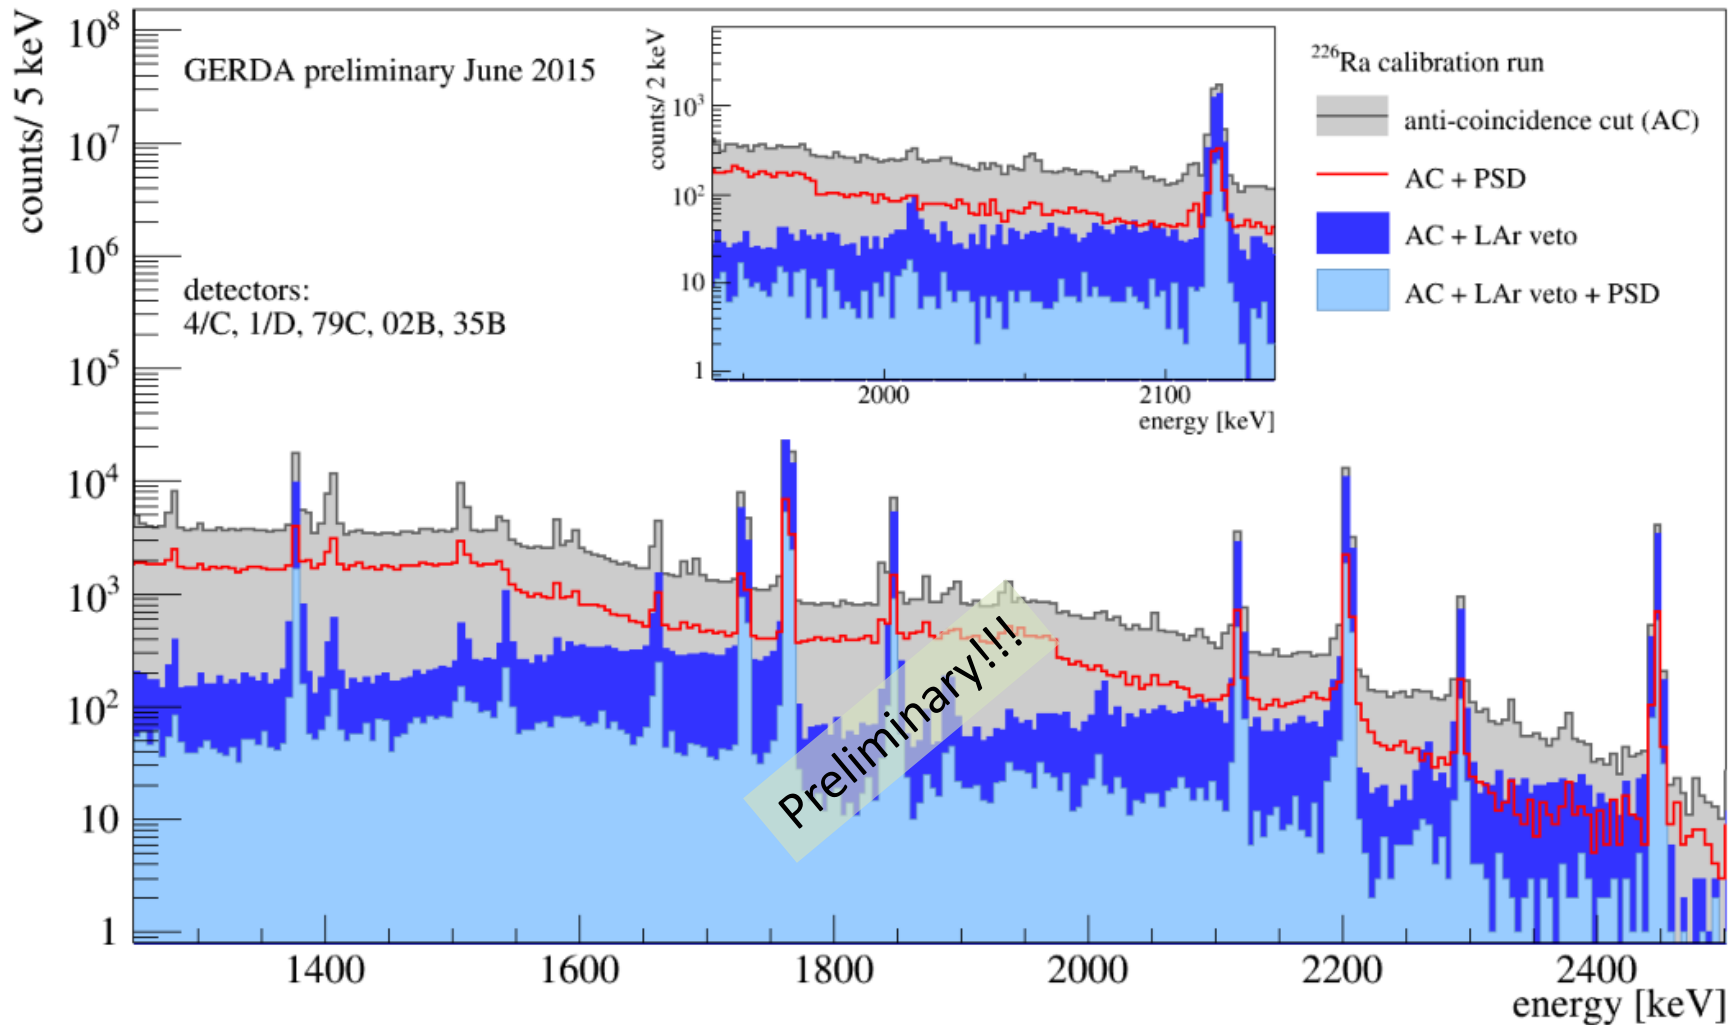 GERDA preliminary June 2015
detectors:
4/C, 1/D, 79C, 02B, 35B
counts/ 5 keV
10⁸
10⁷
10⁶
10⁵
10⁴
10³
10²
10
1
1400 1600 1800 2000 2200 2400
energy [keV]
counts/ 2 keV
10³
10²
10
1
2000 2100
energy [keV]
²²⁶Ra calibration run
anti-coincidence cut (AC)
AC + PSD
AC + LAr veto
AC + LAr veto + PSD
Preliminary!!!